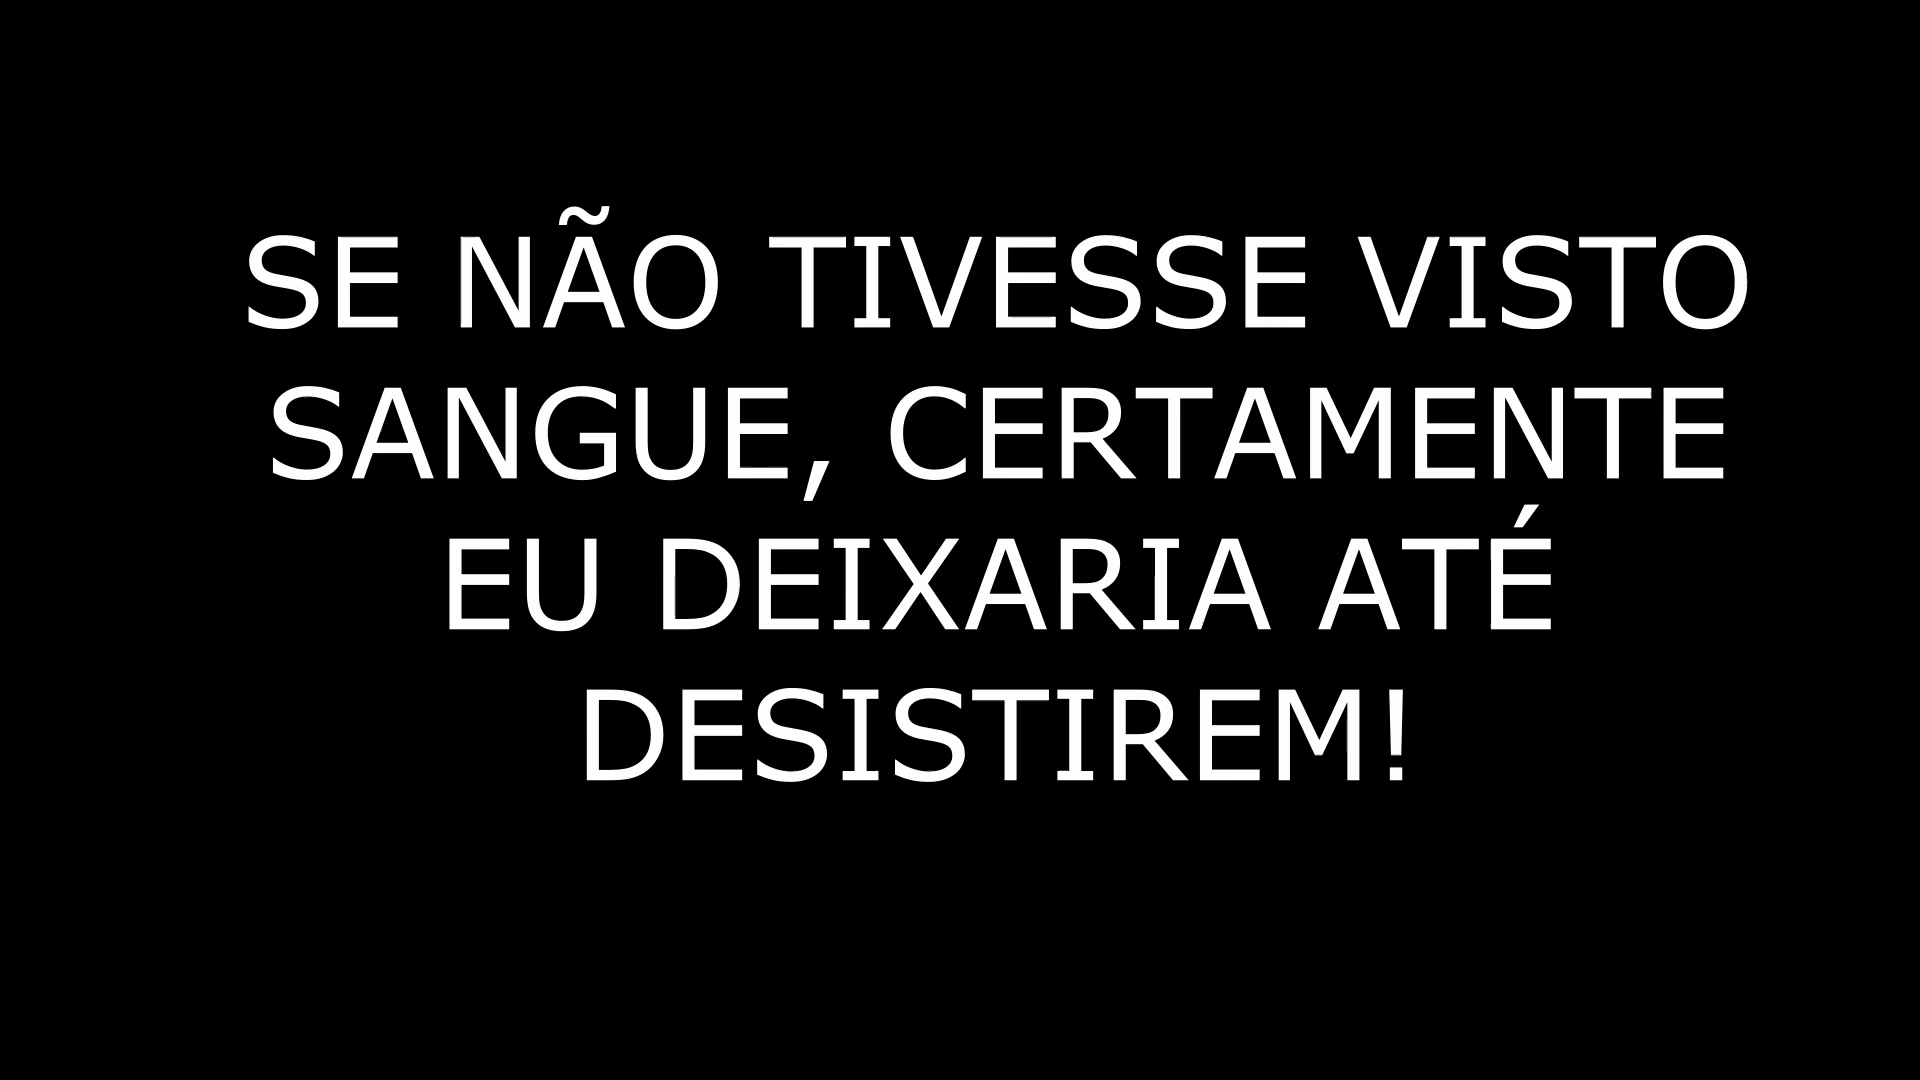 SE NÃO TIVESSE VISTO
SANGUE, CERTAMENTE
EU DEIXARIA ATÉ
DESISTIREM!